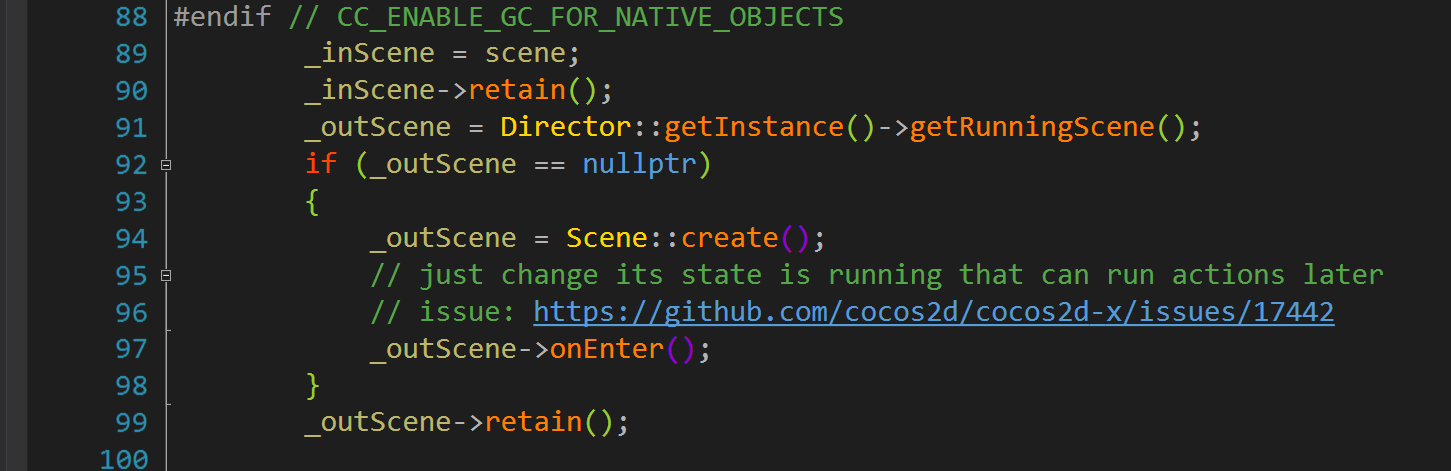 88 #endif // CC_ENABLE_GC_FOR_NATIVE_OBJECTS
89         _inScene = scene;
90         _inScene->retain();
91         _outScene = Director::getInstance()->getRunningScene();
92         if (_outScene == nullptr)
93         {
94             _outScene = Scene::create();
95             // just change its state is running that can run actions later
96             // issue: https://github.com/cocos2d/cocos2d-x/issues/17442
97             _outScene->onEnter();
98         }
99         _outScene->retain();
100